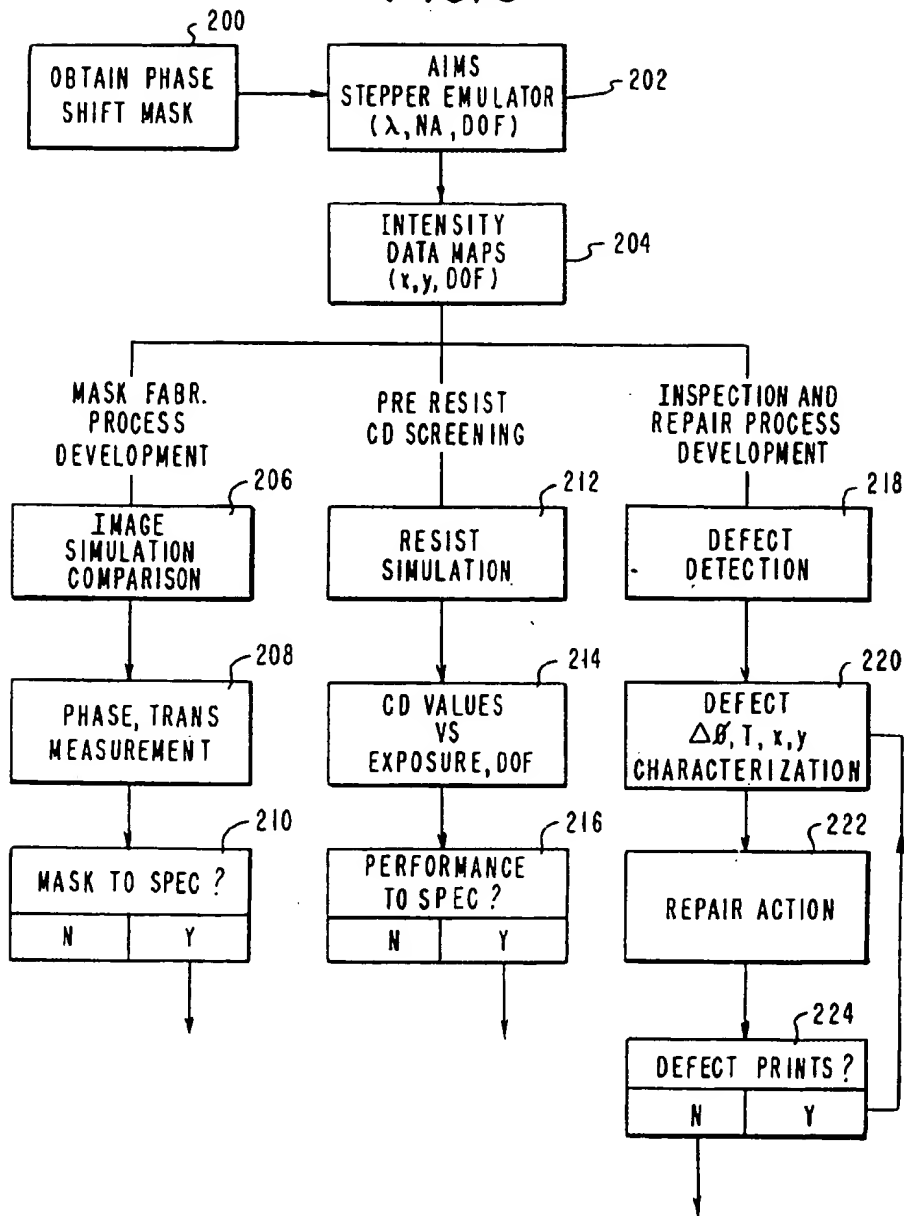 200
OBTAIN PHASE
SHIFT MASK
AIMS
STEPPER EMULATOR
(λ, NA, DOF)
202
INTENSITY
DATA MAPS
(x, y, DOF)
204
MASK FABR.
PROCESS
DEVELOPMENT
206
IMAGE
SIMULATION
COMPARISON
208
PHASE, TRANS
MEASUREMENT
210
MASK TO SPEC ?
N Y
PRE RESIST
CD SCREENING
212
RESIST
SIMULATION
214
CD VALUES
VS
EXPOSURE, DOF
216
PERFORMANCE
TO SPEC ?
N Y
INSPECTION AND
REPAIR PROCESS
DEVELOPMENT
218
DEFECT
DETECTION
220
DEFECT
Δø, T, x, y
CHARACTERIZATION
222
REPAIR ACTION
224
DEFECT PRINTS ?
N Y